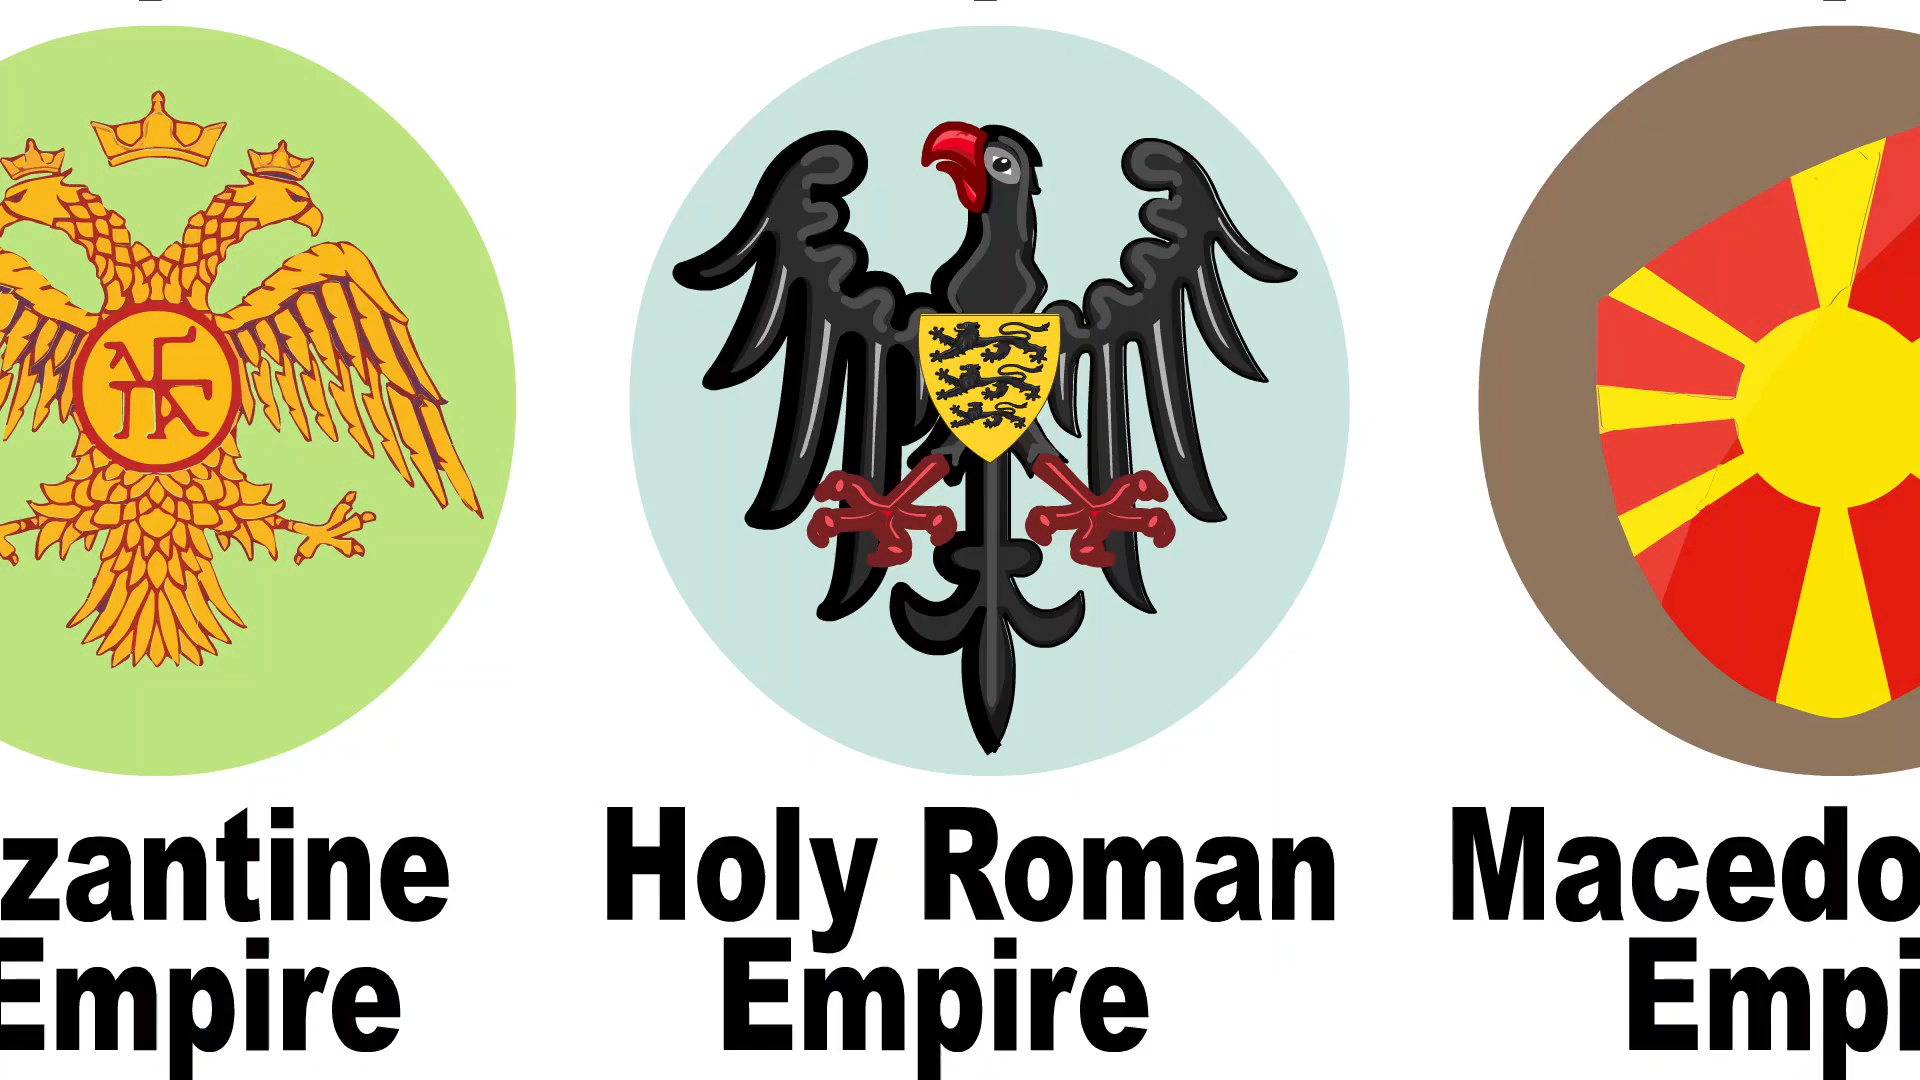 zantine
Empire
Holy Roman
Empire
Macedo
Empi